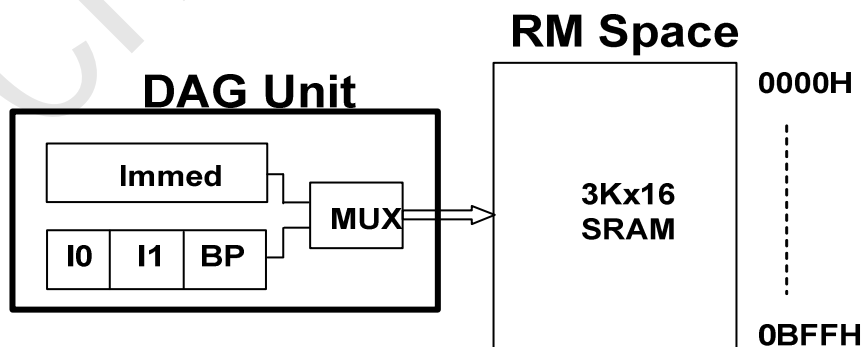 RM Space
DAG Unit
0000H
Immed
MUX
I0 I1 BP
3Kx16
SRAM
0BFFH